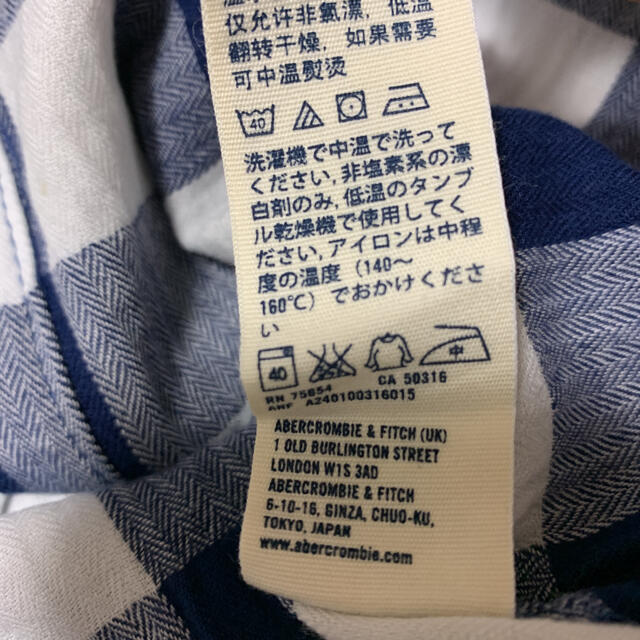 仅允许非氯漂, 低温
翻转干燥, 如果需要
可中温熨烫
40
洗濯機で中温で洗って
ください, 非塩素系の漂
白剤のみ, 低温のタンブ
ル乾燥機で使用してく
ださい, アイロンは中程
度の温度 (140〜
160℃) でおかけくださ
い
40 中
RN 75654 CA 50316
ANF A240100316015
ABERCROMBIE & FITCH (UK)
1 OLD BURLINGTON STREET
LONDON W1S 3AD
ABERCROMBIE & FITCH
6-10-16, GINZA, CHUO-KU,
TOKYO, JAPAN
www.abercrombie.com